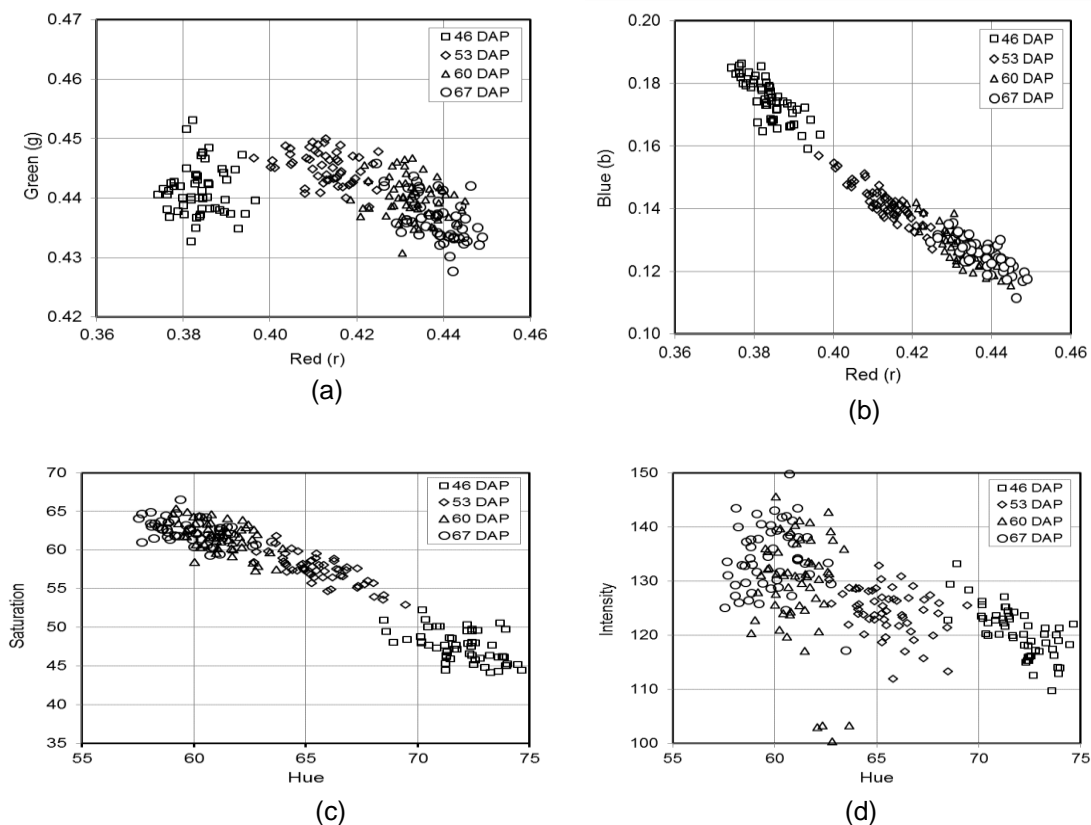 0.47
0.46
0.45
0.44
0.43
0.42
Green (g)
0.36
0.38
0.40
0.42
0.44
0.46
Red (r)
46 DAP
53 DAP
60 DAP
67 DAP
(a)
0.20
0.18
0.16
0.14
0.12
0.10
Blue (b)
0.36
0.38
0.40
0.42
0.44
0.46
Red (r)
46 DAP
53 DAP
60 DAP
67 DAP
(b)
70
65
60
55
50
45
40
35
Saturation
55
60
65
70
75
Hue
46 DAP
53 DAP
60 DAP
67 DAP
(c)
150
140
130
120
110
100
Intensity
55
60
65
70
75
Hue
46 DAP
53 DAP
60 DAP
67 DAP
(d)